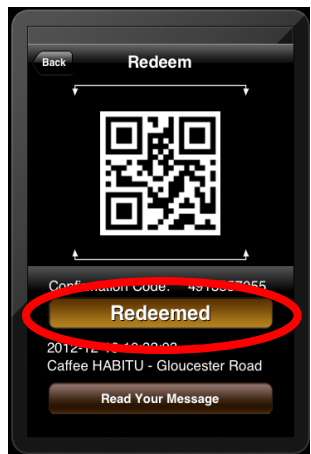 Back
Redeem
Confirmation Code:
Redeemed
Caffee HABITU - Gloucester Road
Read Your Message